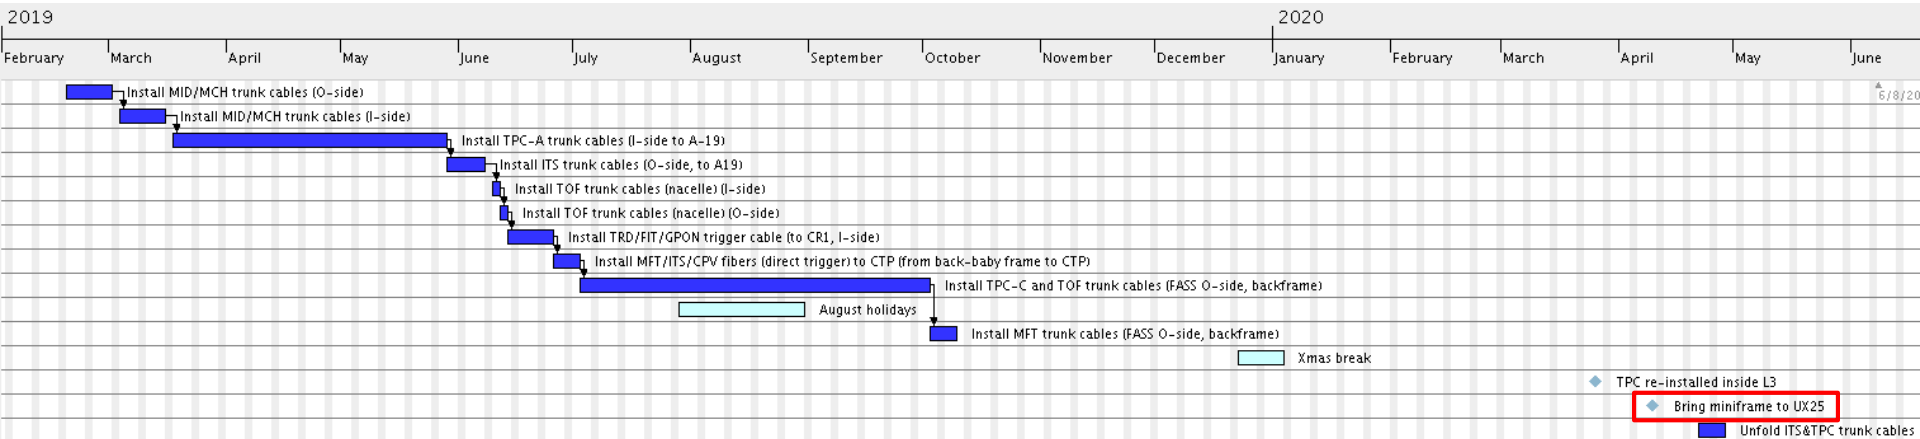 2019 2020
February March April May June July August September October November December January February March April May June
Install MID/MCH trunk cables (O-side)
6/8/20
Install MID/MCH trunk cables (I-side)
Install TPC-A trunk cables (I-side to A-19)
Install ITS trunk cables (O-side, to A19)
Install TOF trunk cables (nacelle) (I-side)
Install TOF trunk cables (nacelle) (O-side)
Install TRD/FIT/GPON trigger cable (to CR1, I-side)
Install MFT/ITS/CPV fibers (direct trigger) to CTP (from back-baby frame to CTP)
Install TPC-C and TOF trunk cables (FASS O-side, backframe)
August holidays
Install MFT trunk cables (FASS O-side, backframe)
Xmas break
TPC re-installed inside L3
Bring miniframe to UX25
Unfold ITS&TPC trunk cables